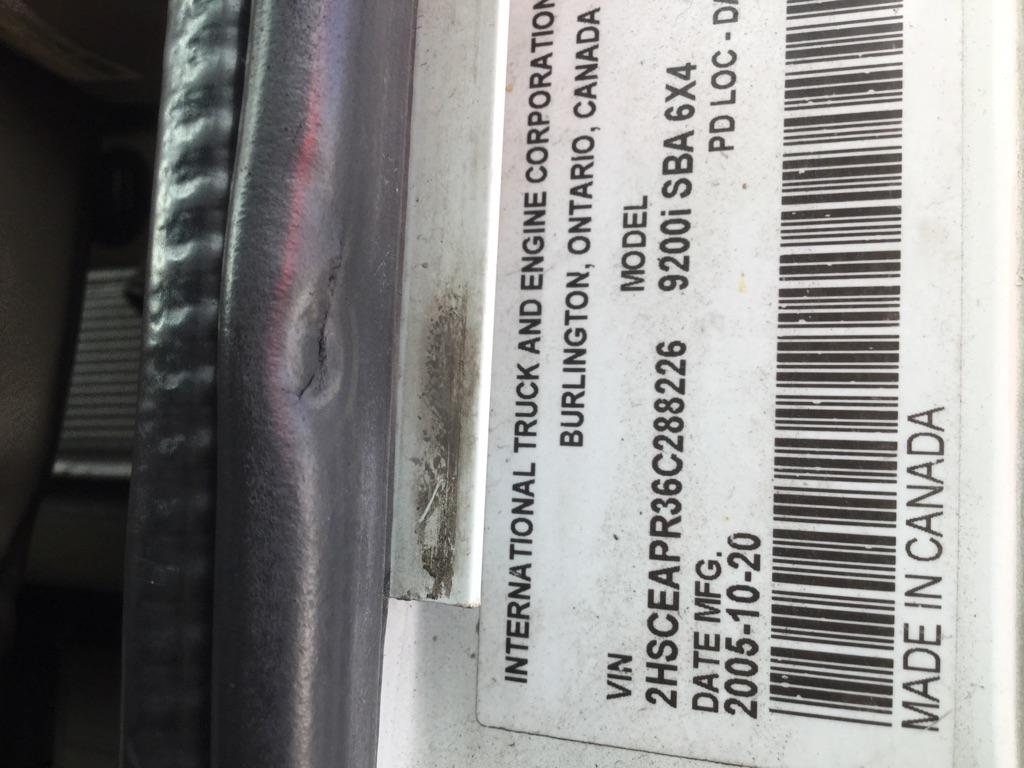 INTERNATIONAL TRUCK AND ENGINE CORPORATION
BURLINGTON, ONTARIO, CANADA
VIN MODEL
2HSCEAPR36C288226 9200i SBA 6X4
DATE MFG. PD LOC - DA
2005-10-20
MADE IN CANADA